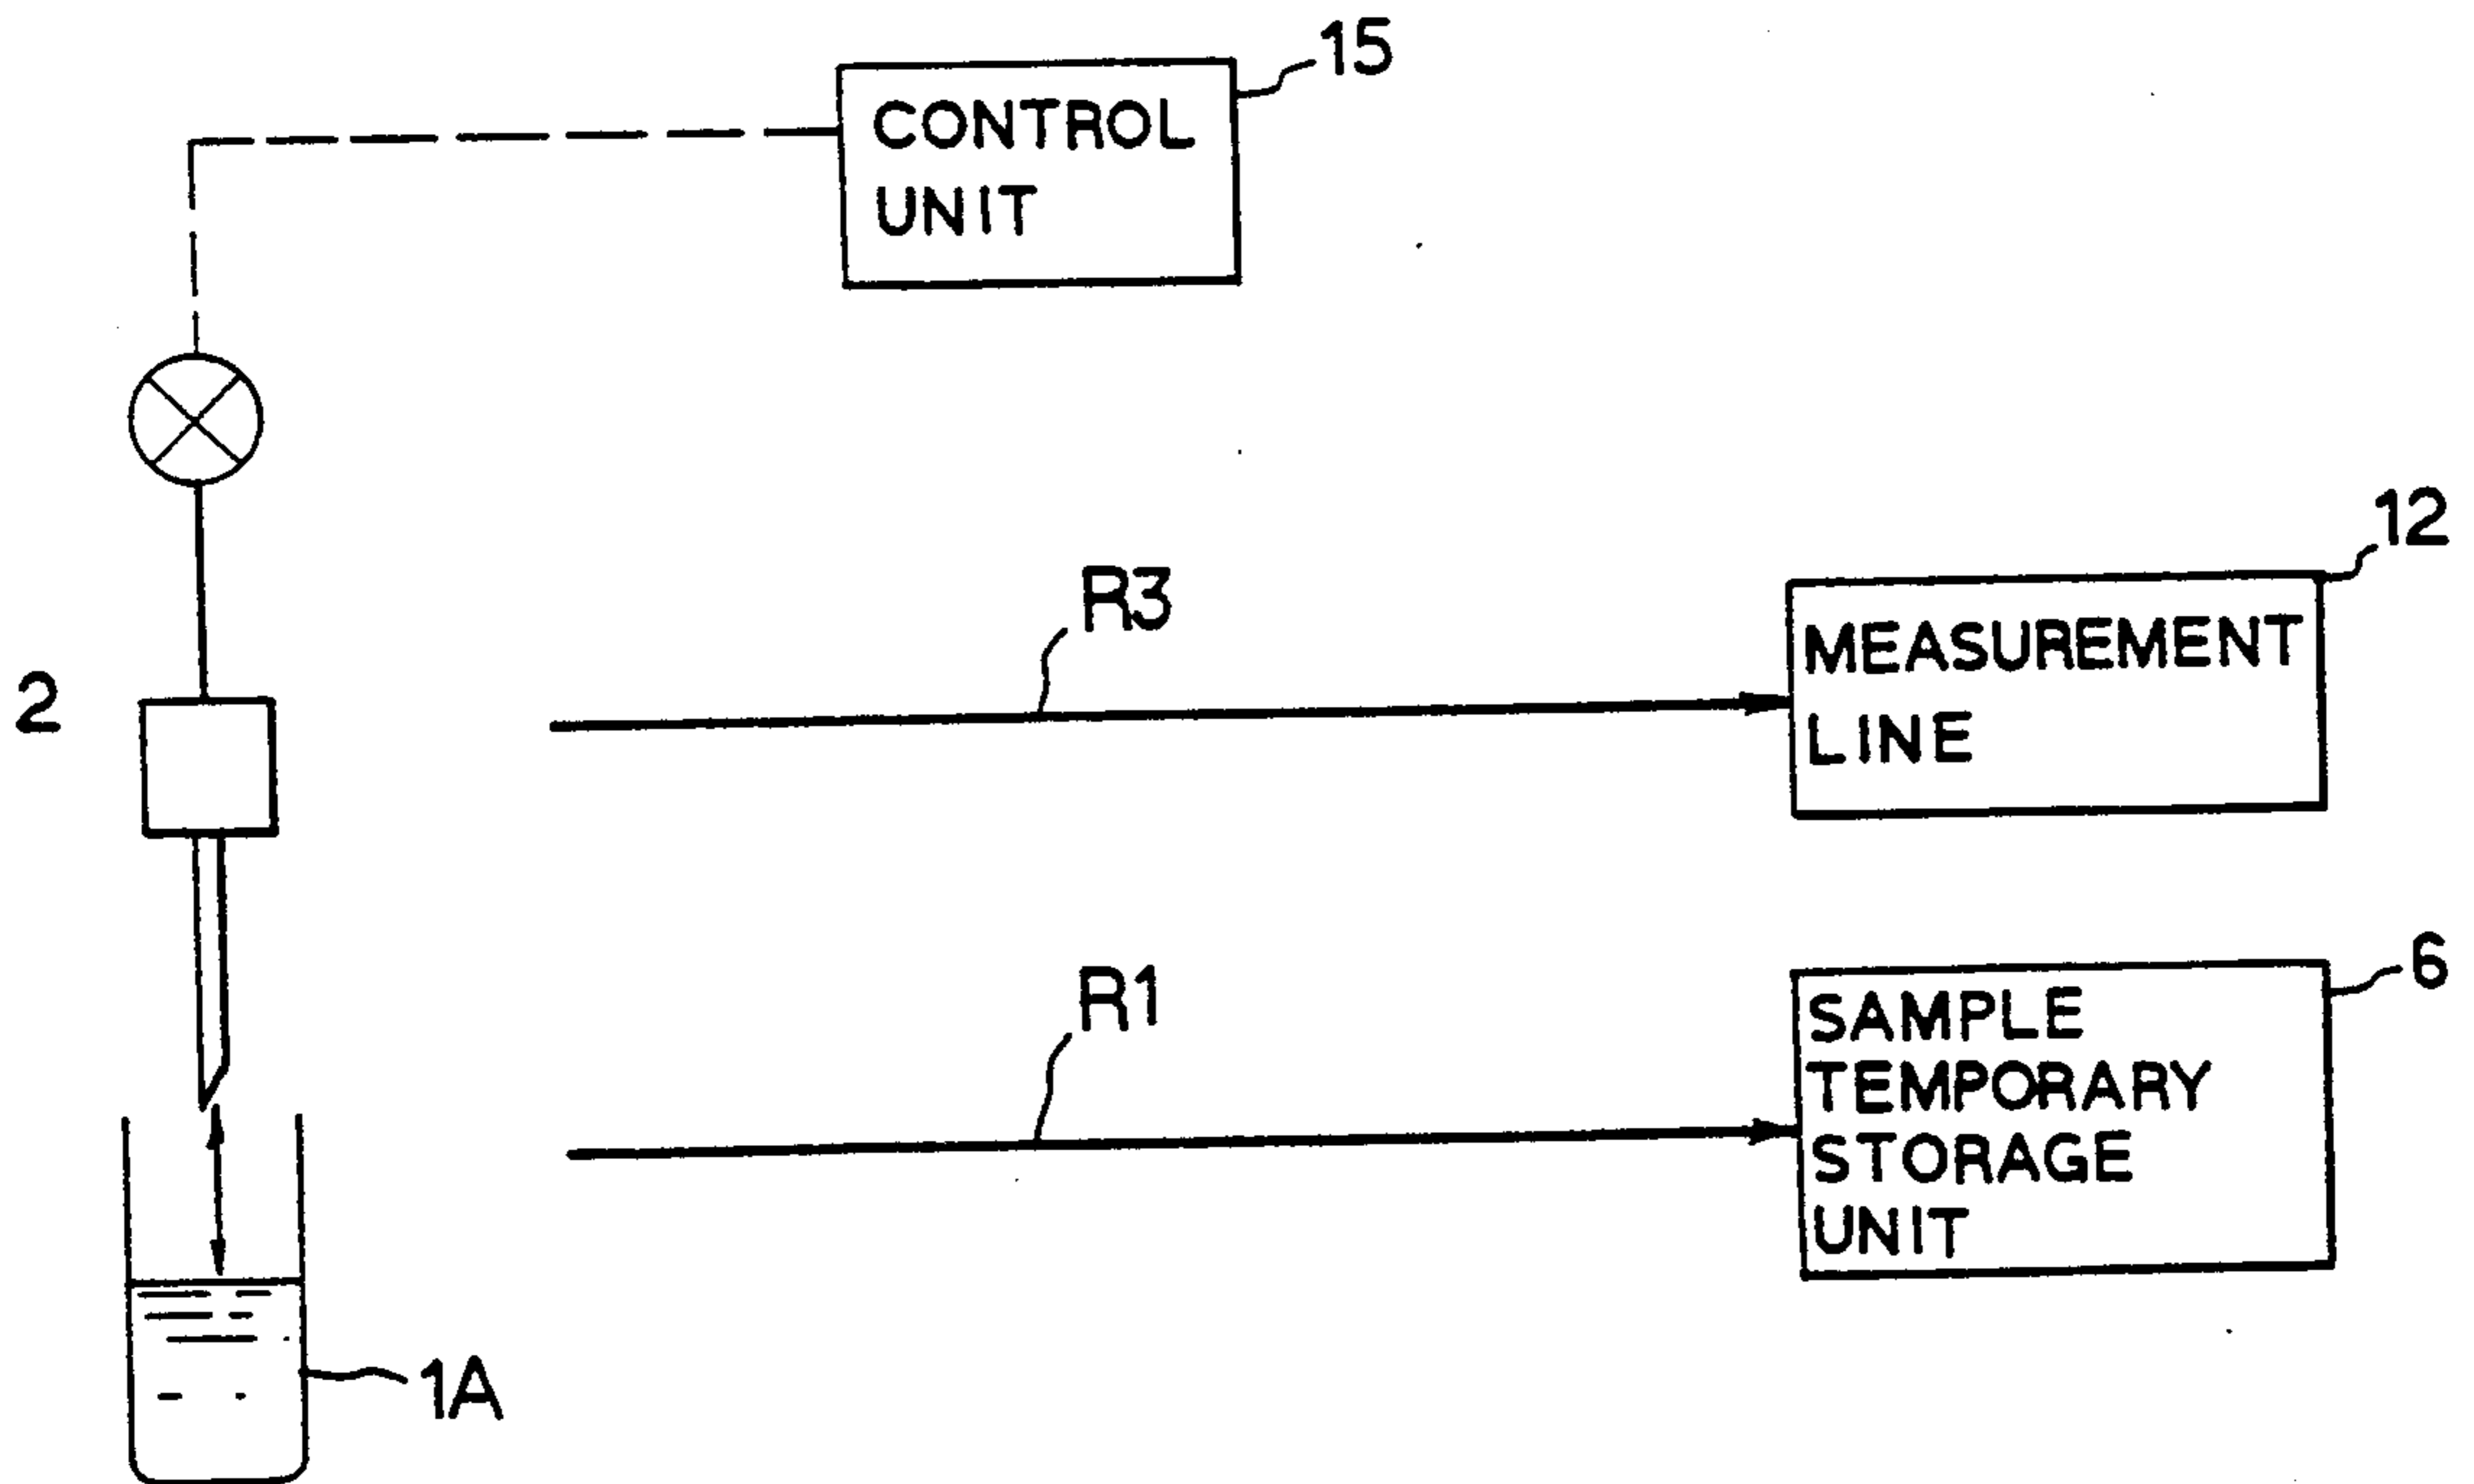 15
CONTROL
UNIT
12
R3
MEASUREMENT
LINE
2
6
R1
SAMPLE
TEMPORARY
STORAGE
UNIT
1A